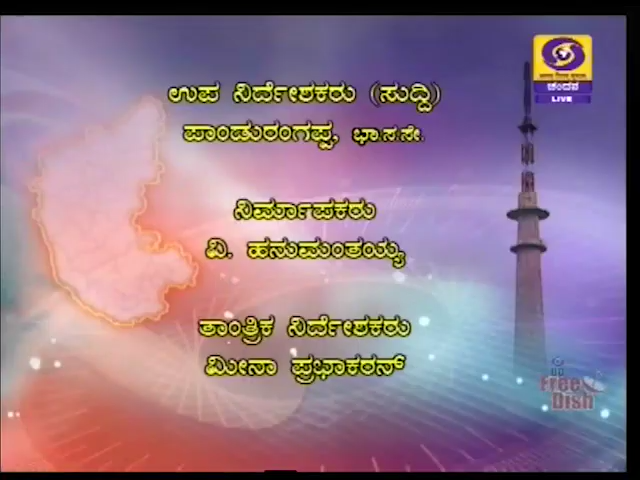 ಉಪ ನಿರ್ದೇಶಕರು (ಸುದ್ದಿ)
ಪಾಂಡುರಂಗಪ್ಪ, ಭಾ.ಸ.ಸೇ.
ನಿರ್ಮಾಪಕರು
ವಿ. ಹನುಮಂತಯ್ಯ
ತಾಂತ್ರಿಕ ನಿರ್ದೇಶಕರು
ಮೀನಾ ಪ್ರಭಾಕರನ್
ಚಂದನ
LIVE
DD
Free
Dish